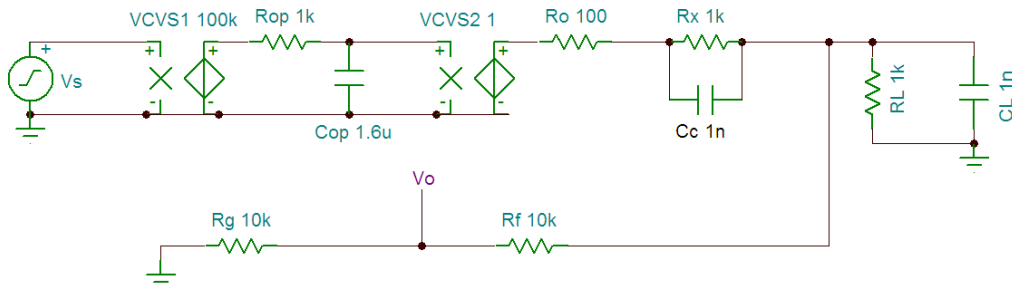 VCVS1 100k
Rop 1k
VCVS2 1
Ro 100
Rx 1k
+
Vs
+
-
+
-
Cop 1.6u
+
-
+
-
Cc 1n
RL 1k
CL 1n
Vo
Rg 10k
Rf 10k